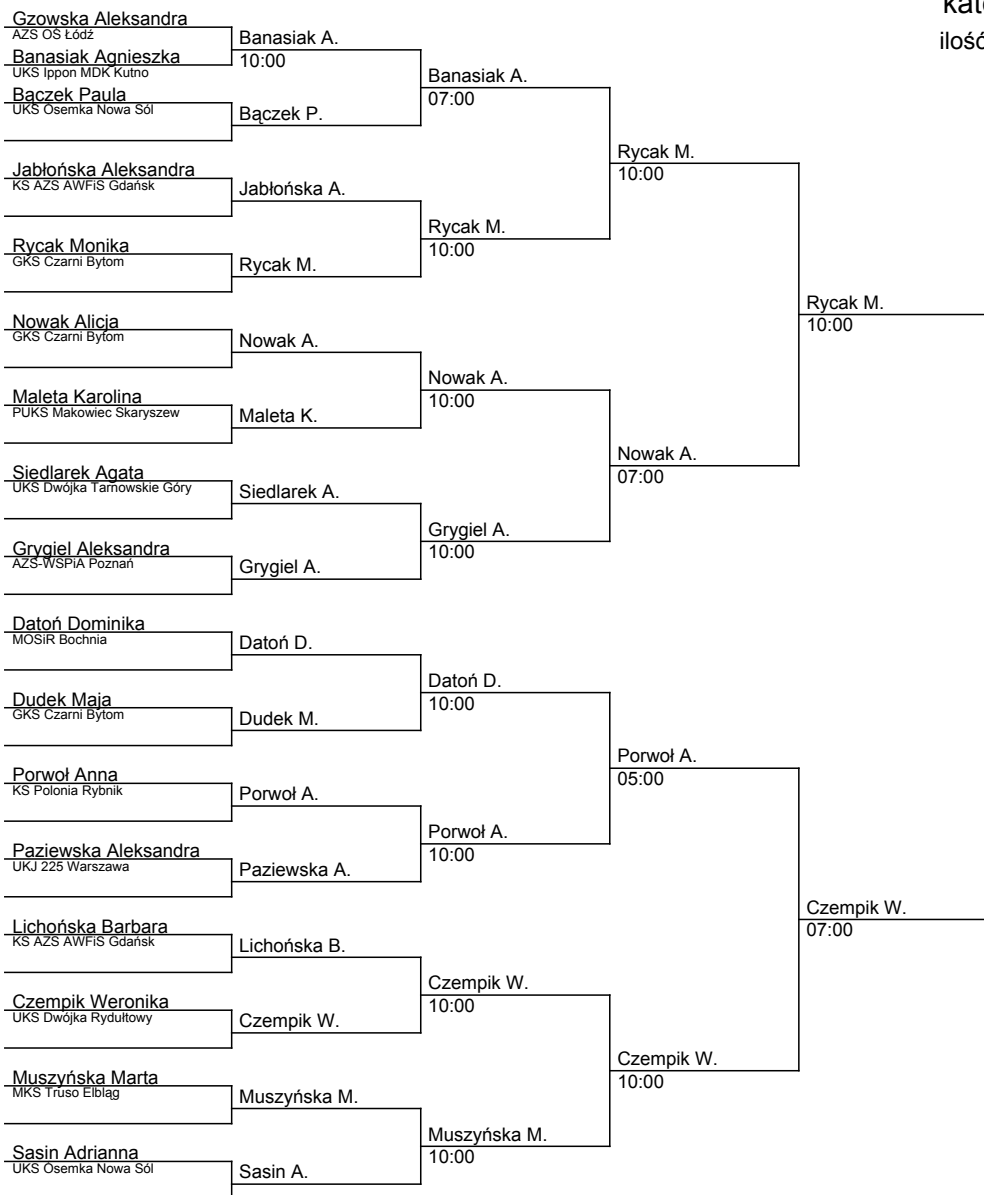 kate
ilość
Gzowska Aleksandra
AZS OŚ Łódź
Banasiak A.
10:00
Banasiak Agnieszka
UKS Ippon MDK Kutno
Banasiak A.
07:00
Bączek Paula
UKS Ósemka Nowa Sól
Bączek P.
Rycak M.
10:00
Jabłońska Aleksandra
KS AZS AWFiS Gdańsk
Jabłońska A.
Rycak M.
10:00
Rycak Monika
GKS Czarni Bytom
Rycak M.
Rycak M.
10:00
Nowak Alicja
GKS Czarni Bytom
Nowak A.
Nowak A.
10:00
Maleta Karolina
PUKS Makowiec Skaryszew
Maleta K.
Nowak A.
07:00
Siedlarek Agata
UKS Dwójka Tarnowskie Góry
Siedlarek A.
Grygiel A.
10:00
Grygiel Aleksandra
AZS-WSPiA Poznań
Grygiel A.
Datoń Dominika
MOSiR Bochnia
Datoń D.
Datoń D.
10:00
Dudek Maja
GKS Czarni Bytom
Dudek M.
Porwoł A.
05:00
Porwoł Anna
KS Polonia Rybnik
Porwoł A.
Porwoł A.
10:00
Paziewska Aleksandra
UKJ 225 Warszawa
Paziewska A.
Czempik W.
07:00
Lichońska Barbara
KS AZS AWFiS Gdańsk
Lichońska B.
Czempik W.
10:00
Czempik Weronika
UKS Dwójka Rydułtowy
Czempik W.
Czempik W.
10:00
Muszyńska Marta
MKS Truso Elbląg
Muszyńska M.
Muszyńska M.
10:00
Sasin Adrianna
UKS Ósemka Nowa Sól
Sasin A.